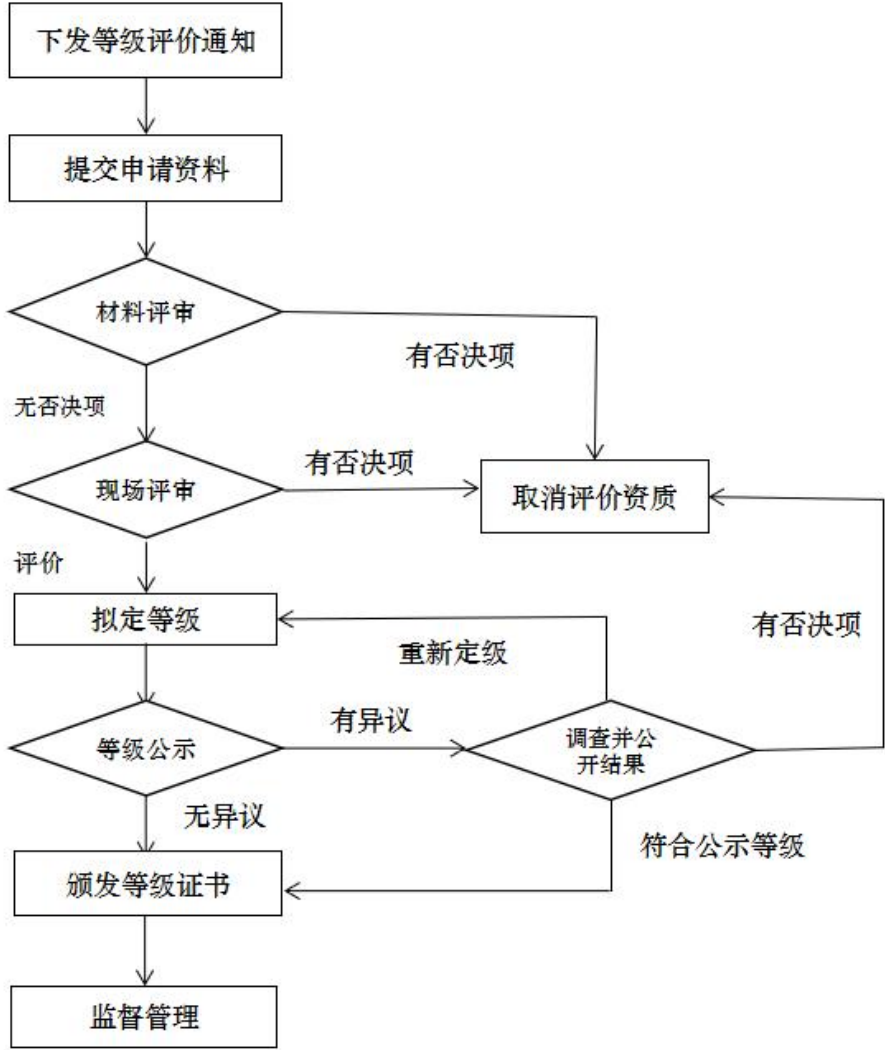 下发等级评价通知
提交申请资料
材料评审
有否决项
无否决项
现场评审
有否决项
取消评价资质
评价
拟定等级
重新定级
有否决项
等级公示
有异议
调查并公
开结果
无异议
符合公示等级
颁发等级证书
监督管理